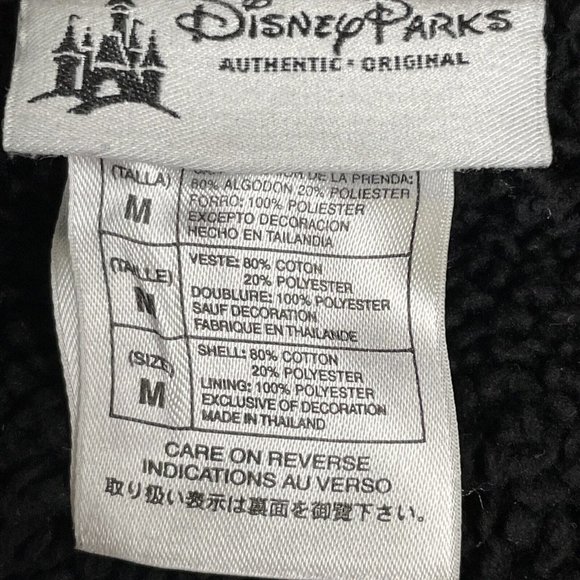 Disney Parks
AUTHENTIC • ORIGINAL
DE LA PRENDA:
(TALLA)
M
80% ALGODON 20% POLIESTER
FORRO: 100% POLIESTER
EXCEPTO DECORACION
HECHO EN TAILANDIA
(TAILLE)
N
VESTE: 80% COTON
20% POLYESTER
DOUBLURE: 100% POLYESTER
SAUF DECORATION
FABRIQUE EN THAILANDE
(SIZE)
M
SHELL: 80% COTTON
20% POLYESTER
LINING: 100% POLYESTER
EXCLUSIVE OF DECORATION
MADE IN THAILAND
CARE ON REVERSE
INDICATIONS AU VERSO
取り扱い表示は裏面を御覧下さい。